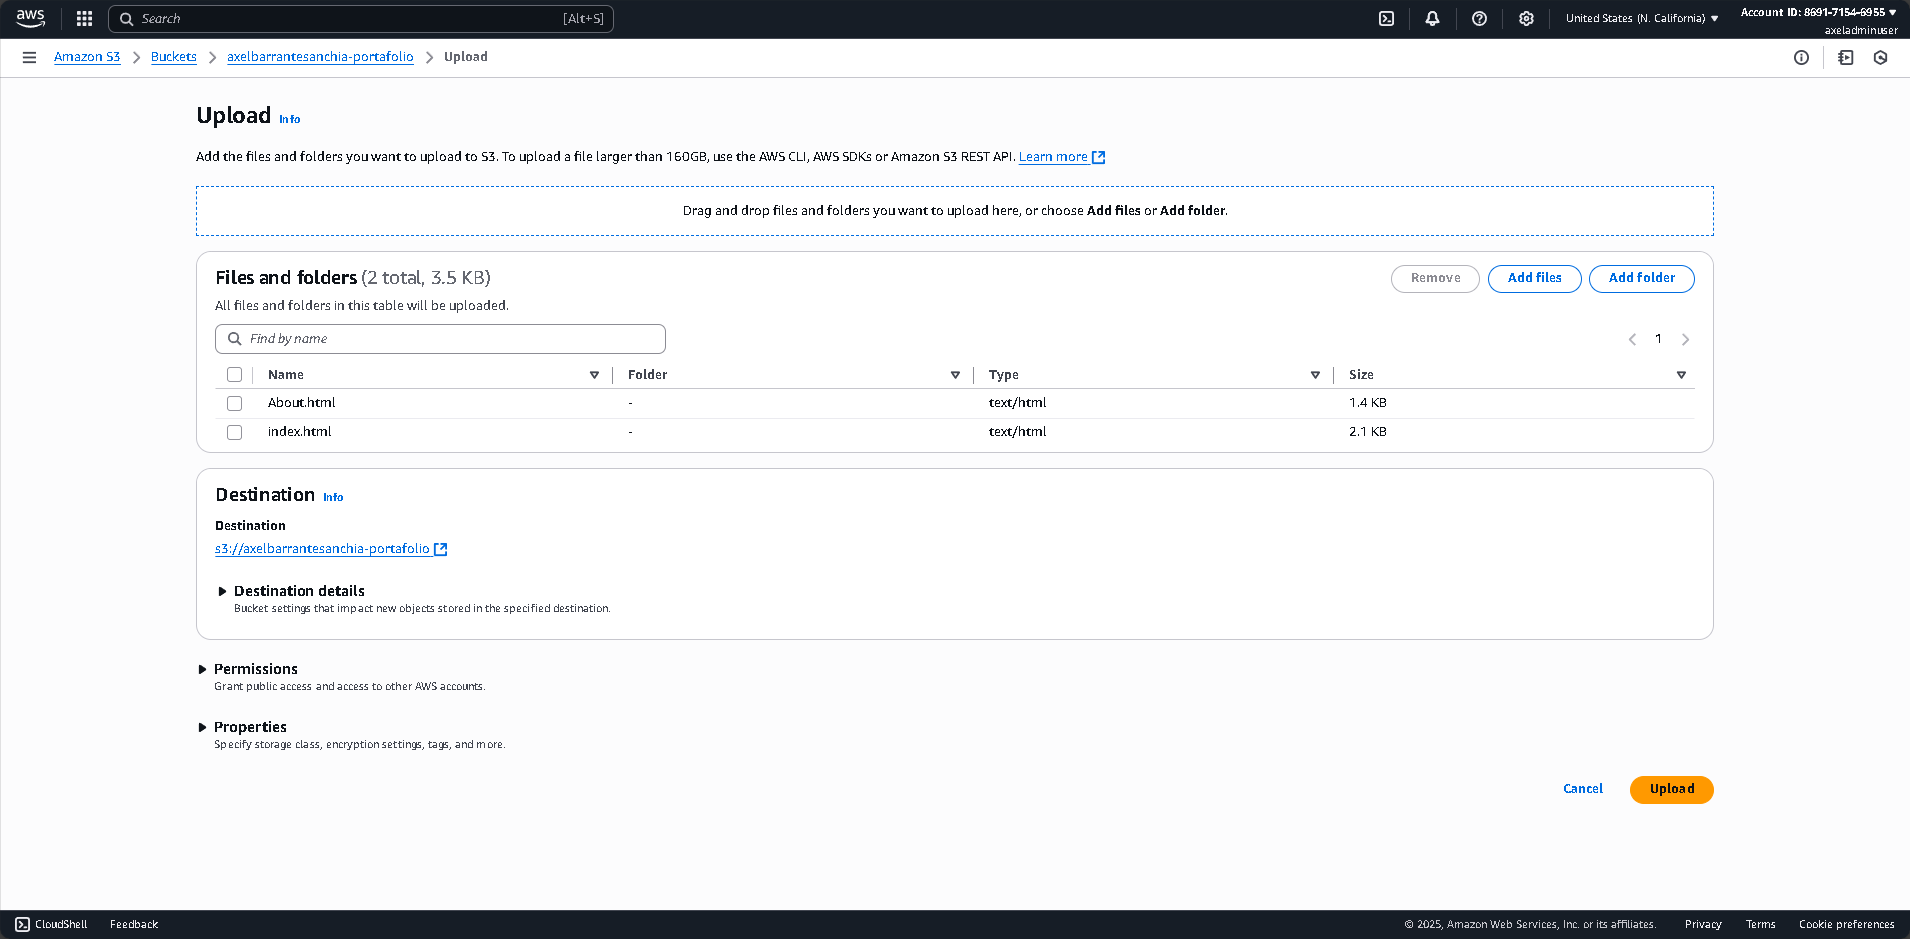 aws
Search [Alt+S]
United States (N. California)
Account ID: 8691-7154-6955
axeladminuser
Amazon S3 Buckets axelbarrantesanchia-portafolio Upload
Upload Info
Add the files and folders you want to upload to S3. To upload a file larger than 160GB, use the AWS CLI, AWS SDKs or Amazon S3 REST API. Learn more
Drag and drop files and folders you want to upload here, or choose Add files or Add folder.
Files and folders (2 total, 3.5 KB)
Remove Add files Add folder
All files and folders in this table will be uploaded.
Find by name
1
Name Folder Type Size
About.html - text/html 1.4 KB
index.html - text/html 2.1 KB
Destination Info
Destination
s3://axelbarrantesanchia-portafolio
Destination details
Bucket settings that impact new objects stored in the specified destination.
Permissions
Grant public access and access to other AWS accounts.
Properties
Specify storage class, encryption settings, tags, and more.
Cancel Upload
CloudShell Feedback © 2025, Amazon Web Services, Inc. or its affiliates. Privacy Terms Cookie preferences